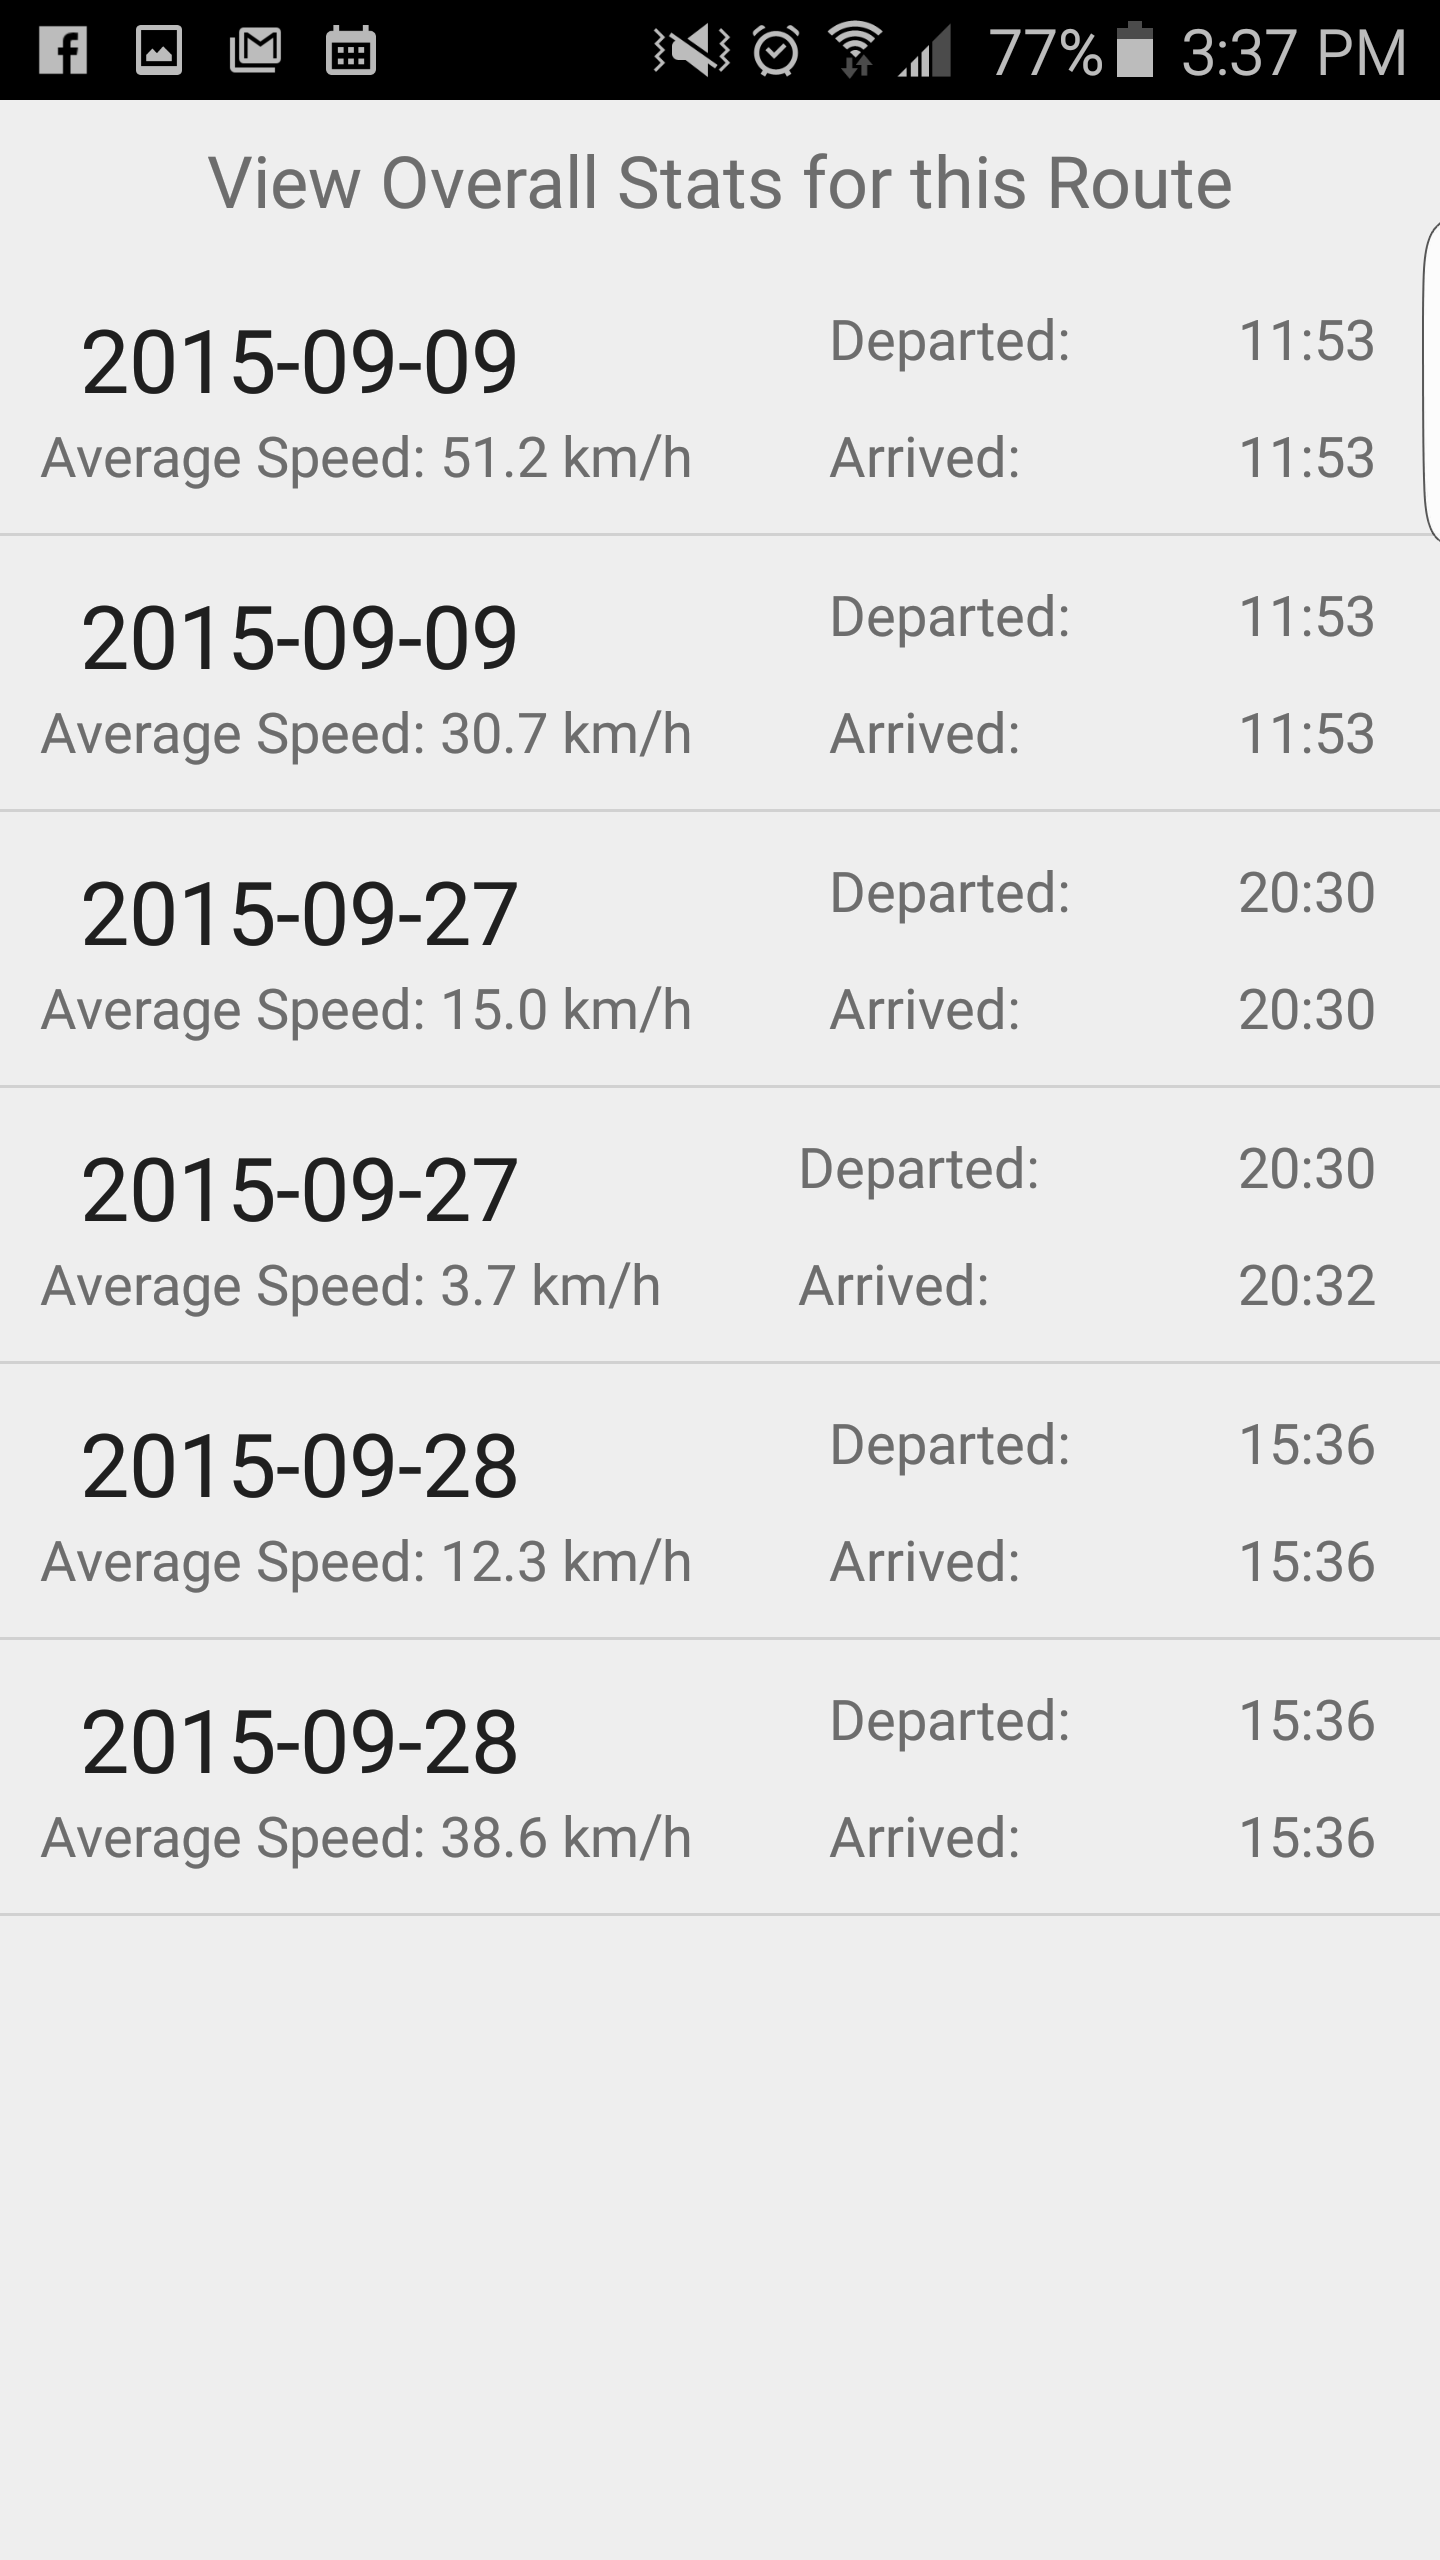 77% 3:37 PM
View Overall Stats for this Route
2015-09-09 Departed: 11:53
Average Speed: 51.2 km/h Arrived: 11:53
2015-09-09 Departed: 11:53
Average Speed: 30.7 km/h Arrived: 11:53
2015-09-27 Departed: 20:30
Average Speed: 15.0 km/h Arrived: 20:30
2015-09-27 Departed: 20:30
Average Speed: 3.7 km/h Arrived: 20:32
2015-09-28 Departed: 15:36
Average Speed: 12.3 km/h Arrived: 15:36
2015-09-28 Departed: 15:36
Average Speed: 38.6 km/h Arrived: 15:36